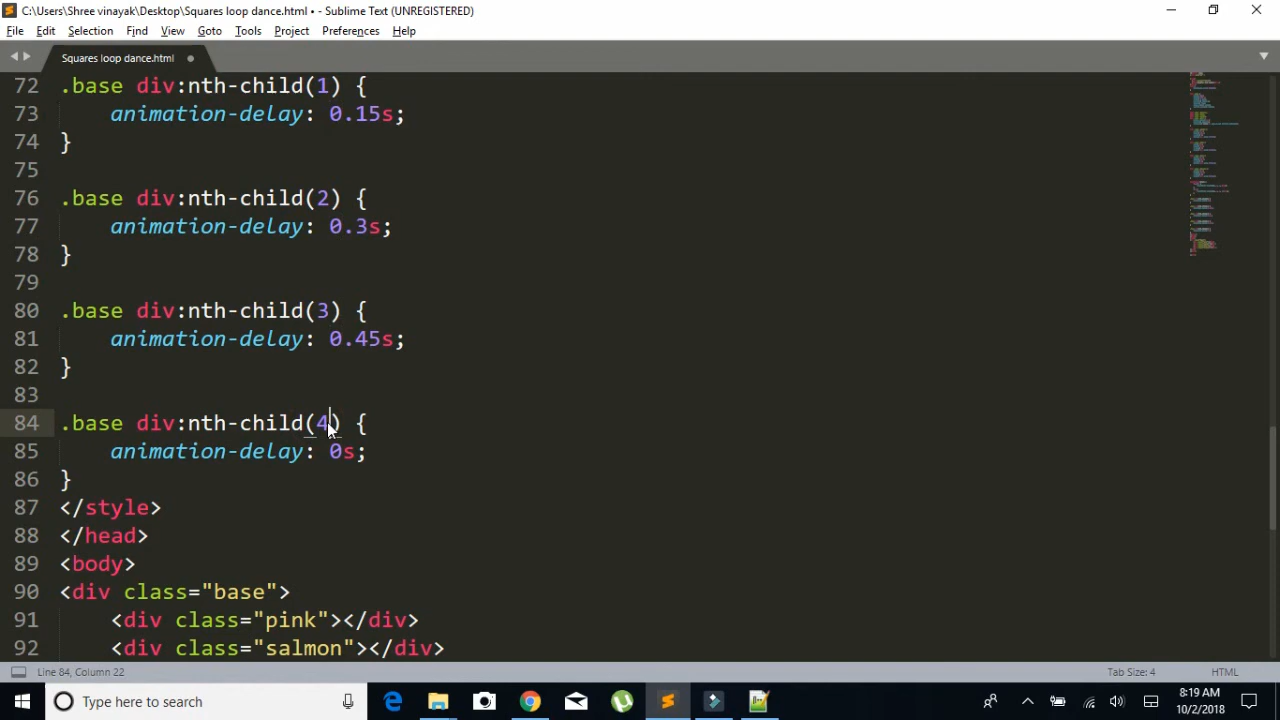 C:\Users\Shree vinayak\Desktop\Squares loop dance.html • - Sublime Text (UNREGISTERED)
File Edit Selection Find View Goto Tools Project Preferences Help
Squares loop dance.html
72 .base div:nth-child(1) {
73 animation-delay: 0.15s;
74 }
75
76 .base div:nth-child(2) {
77 animation-delay: 0.3s;
78 }
79
80 .base div:nth-child(3) {
81 animation-delay: 0.45s;
82 }
83
84 .base div:nth-child(4) {
85 animation-delay: 0s;
86 }
87 </style>
88 </head>
89 <body>
90 <div class="base">
91 <div class="pink"></div>
92 <div class="salmon"></div>
Line 84, Column 22 Tab Size: 4 HTML
Type here to search
8:19 AM
10/2/2018